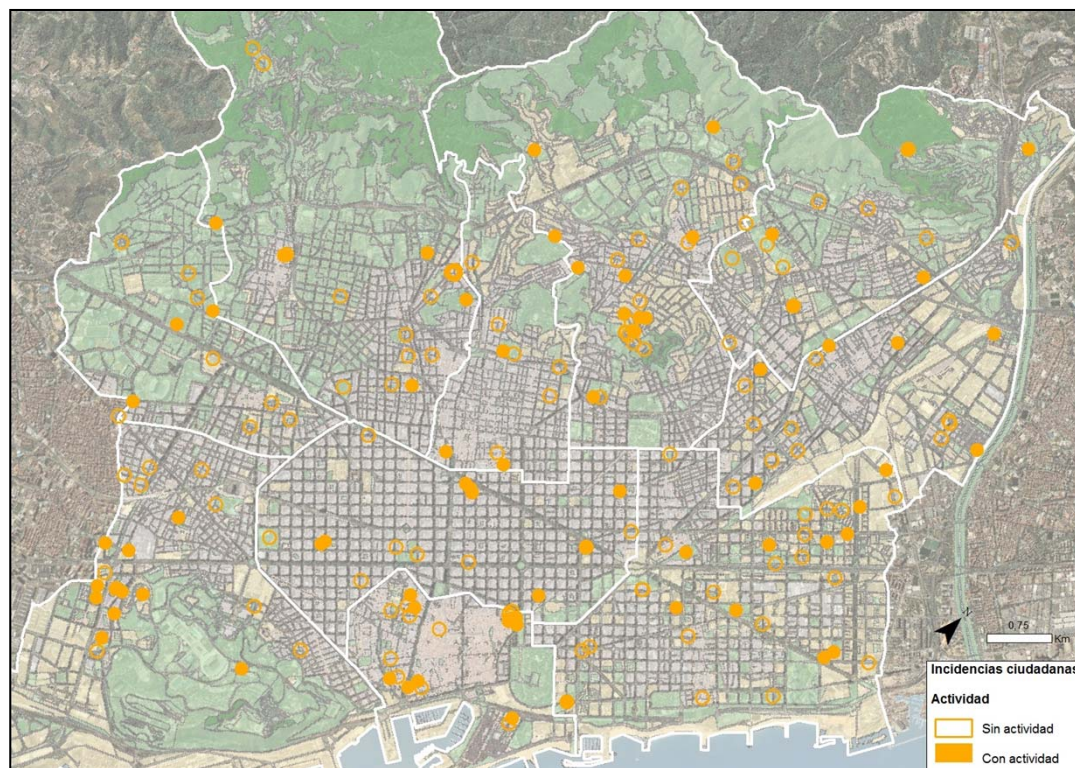 N
0,75
Km
Incidencias ciudadanas
Actividad
Sin actividad
Con actividad